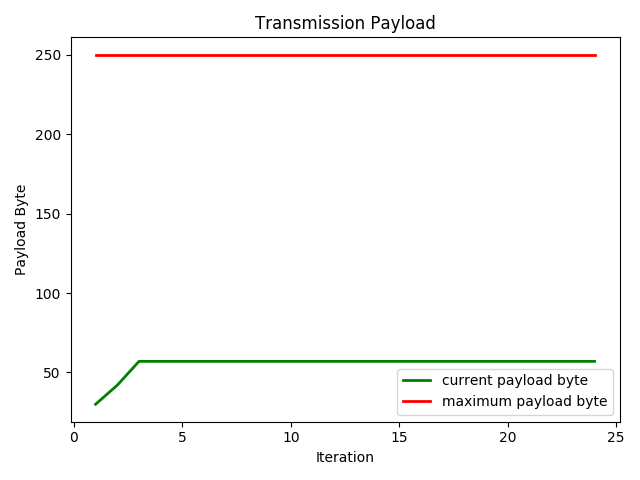 Transmission Payload
250
200
150
100
50
Payload Byte
0
5
10
15
20
25
Iteration
current payload byte
maximum payload byte